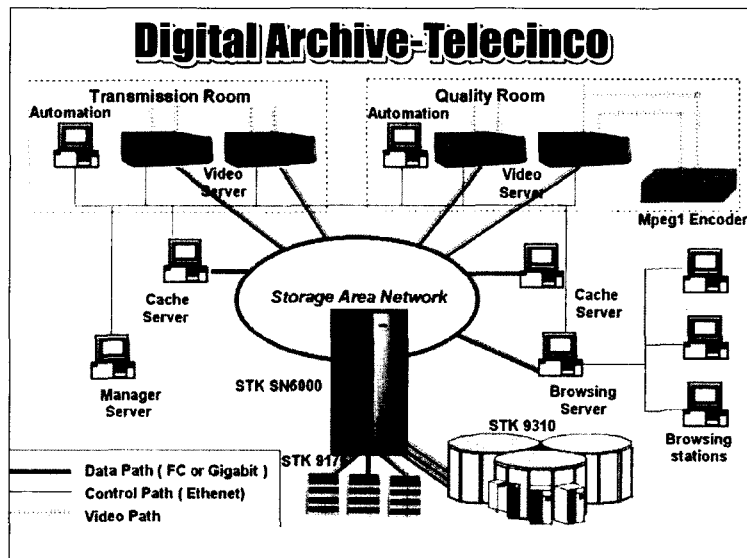 Digital Archive-Telecinco
Transmission Room
Quality Room
Automation
Automation
Video
Server
Video
Server
Mpeg1 Encoder
Cache
Server
Storage Area Network
Cache
Server
Manager
Server
STK SN6000
Browsing
Server
STK 9310
Browsing
stations
STK 917
Data Path ( FC or Gigabit )
Control Path ( Ethenet)
Video Path